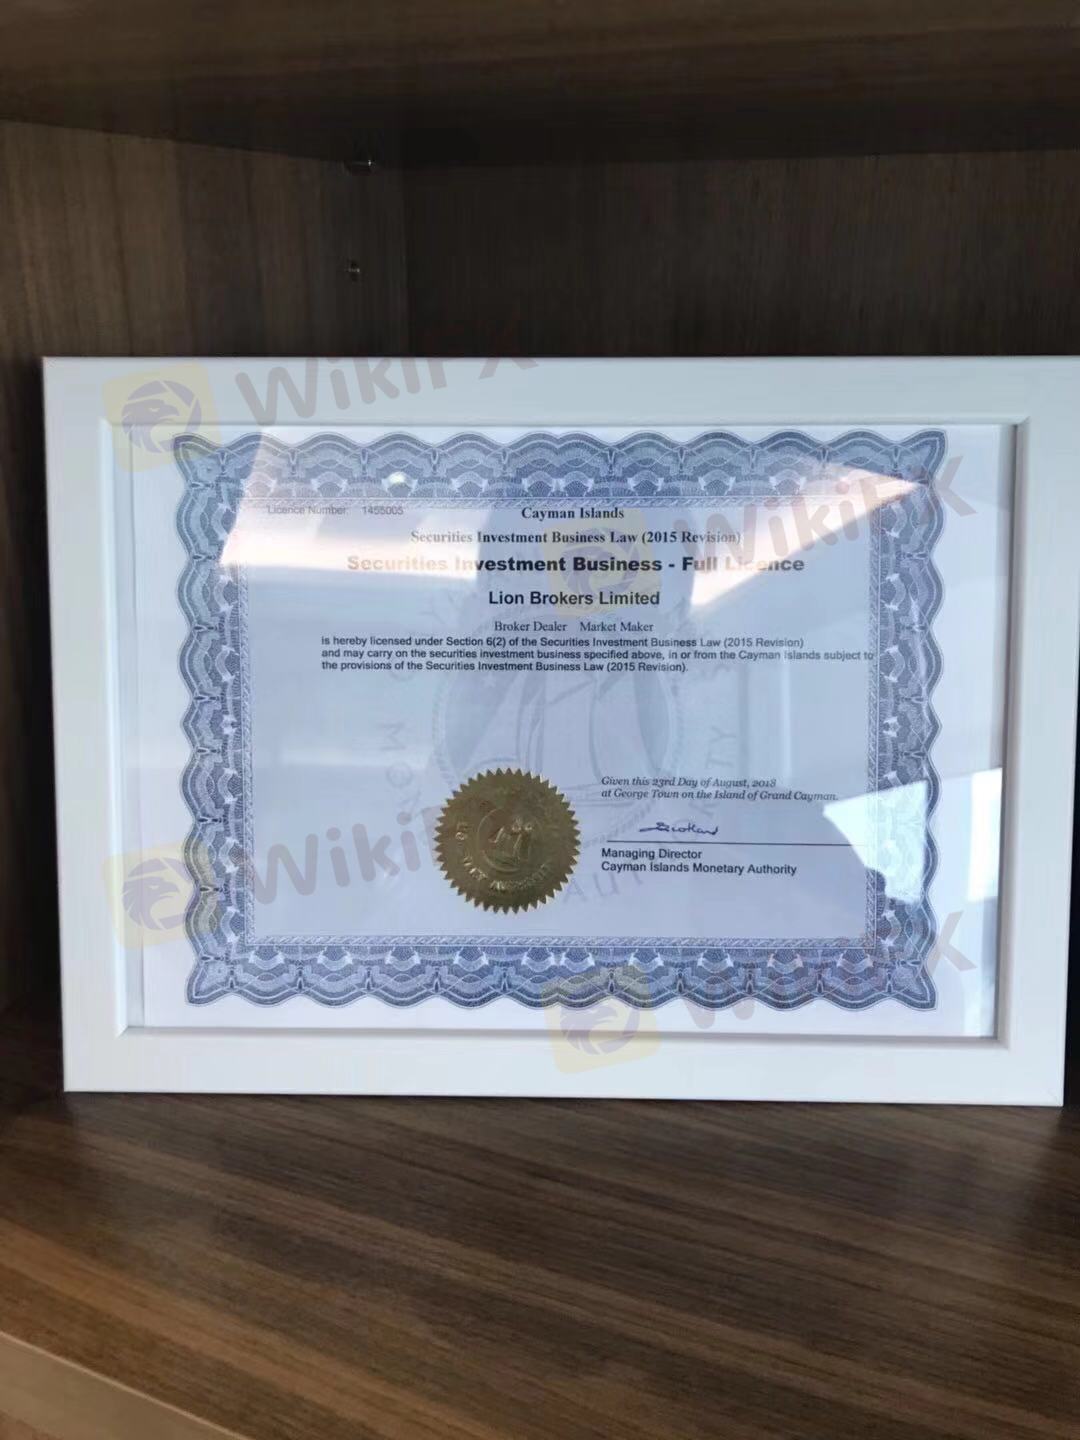 WikiFX
Licence Number: 1455005
Cayman Islands
WikiFX
Securities Investment Business Law (2015 Revision)
Securities Investment Business - Full Licence
Lion Brokers Limited
Broker Dealer Market Maker
is hereby licensed under Section 6(2) of the Securities Investment Business Law (2015 Revision)
and may carry on the securities investment business specified above, in or from the Cayman Islands subject to
the provisions of the Securities Investment Business Law (2015 Revision).
Given this 23rd Day of August, 2018
at George Town on the Island of Grand Cayman.
WikiFX
Managing Director
Cayman Islands Monetary Authority
WikiFX